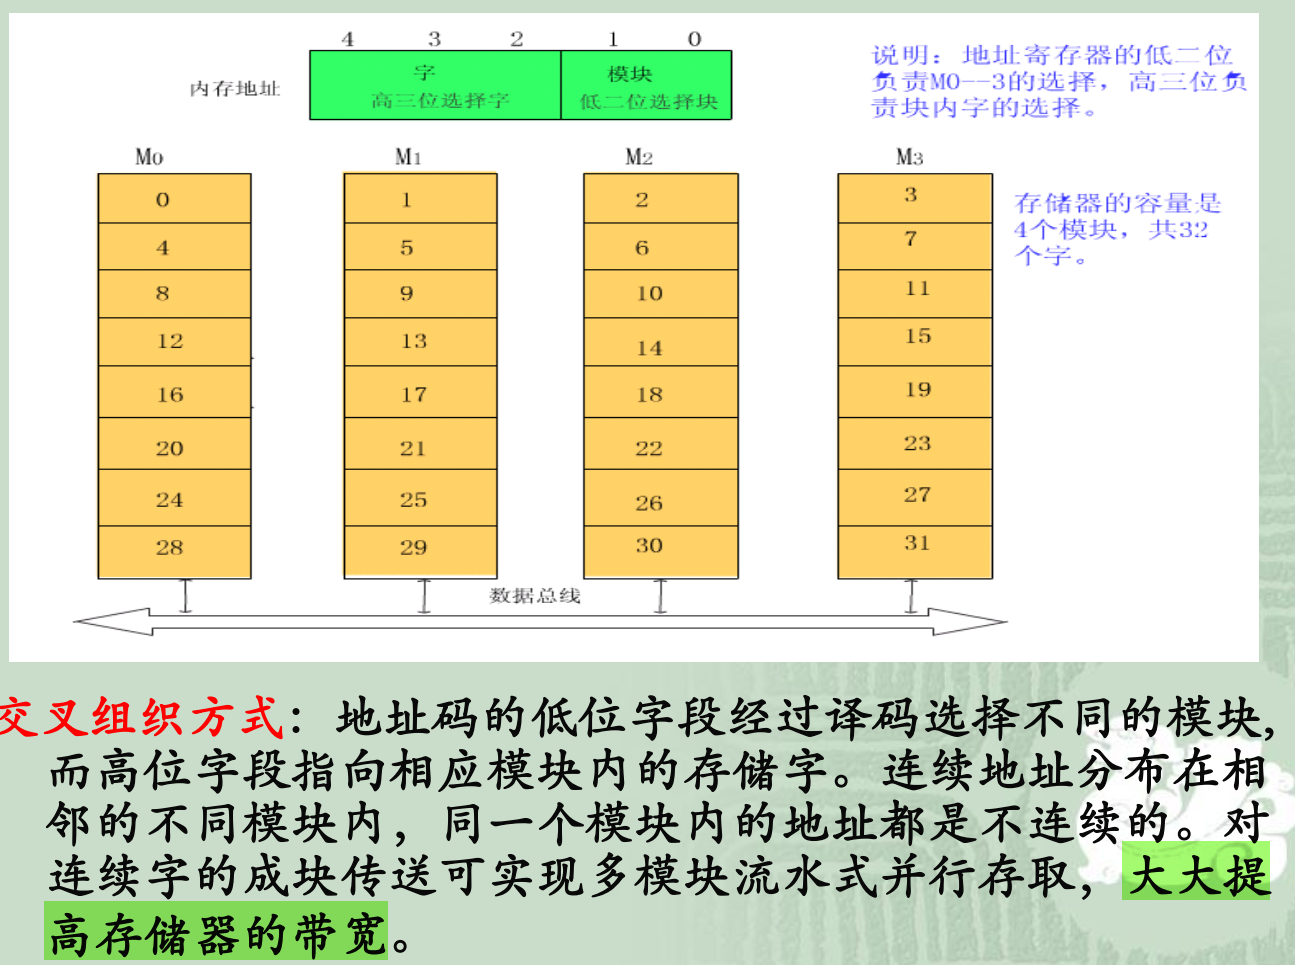 4 3 2 1 0
内存地址
字 模块
高三位选择字 低二位选择块
说明：地址寄存器的低二位
负责M0--3的选择，高三位负
责块内字的选择。
M0 M1 M2 M3
0 1 2 3
4 5 6 7
8 9 10 11
12 13 14 15
16 17 18 19
20 21 22 23
24 25 26 27
28 29 30 31
存储器的容量是
4个模块，共32
个字。
数据总线
交叉组织方式：地址码的低位字段经过译码选择不同的模块,
而高位字段指向相应模块内的存储字。连续地址分布在相
邻的不同模块内，同一个模块内的地址都是不连续的。对
连续字的成块传送可实现多模块流水式并行存取，大大提
高存储器的带宽。